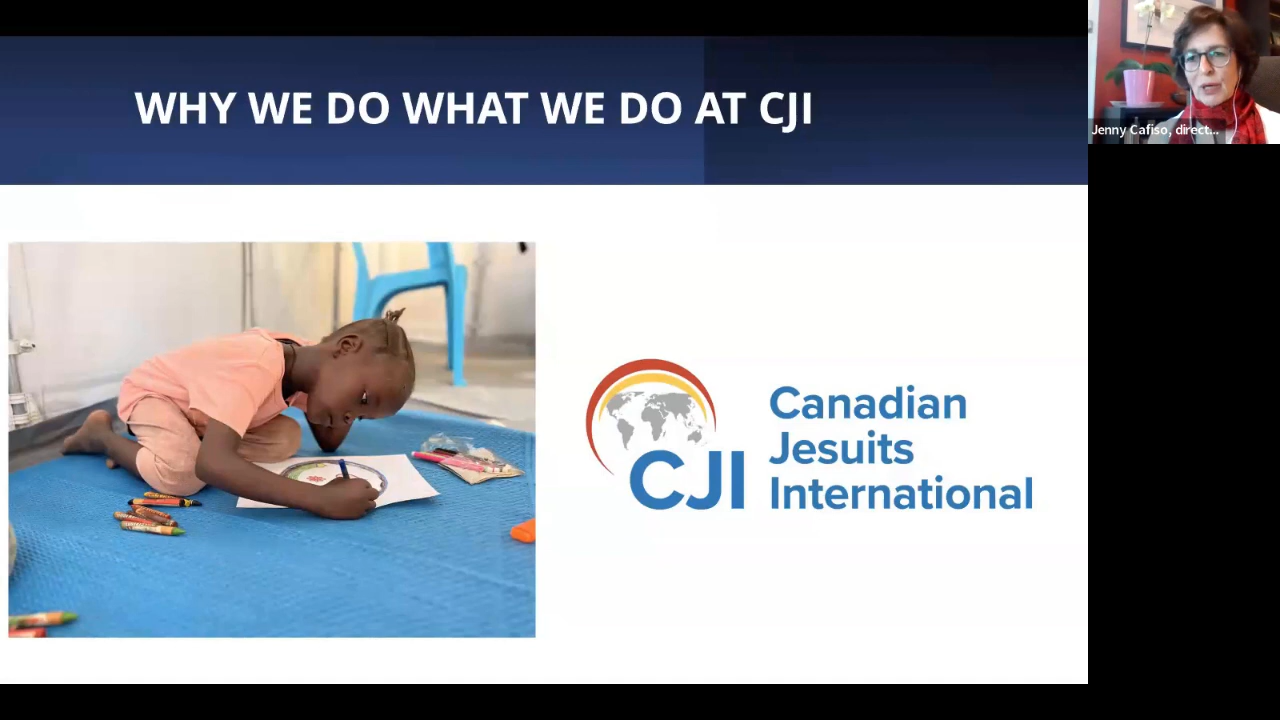 WHY WE DO WHAT WE DO AT CJI
Jenny Cafiso, direct...
CJI
Canadian
Jesuits
International